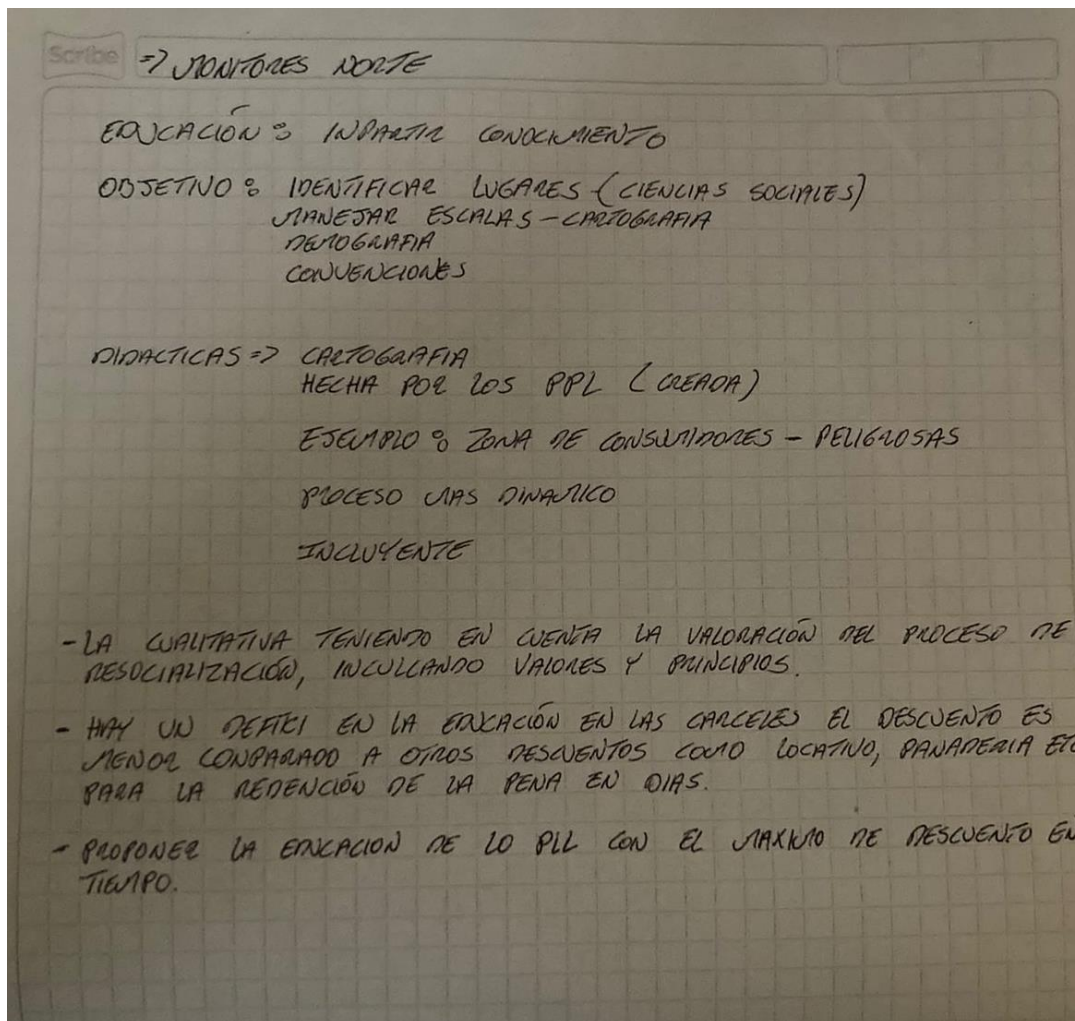 Scribe
=> MONITORES NORTE
EDUCACIÓN : INPARTIR CONOCIMIENTO
OBJETIVO : IDENTIFICAR LUGARES (CIENCIAS SOCIALES)
MANEJAR ESCALAS - CARTOGRAFIA
DEMOGRAFIA
CONVENCIONES
DIDACTICAS => CARTOGRAFIA
HECHA POR LOS PPL (CREADA)
EJEMPLO : ZONA DE CONSUMIDORES - PELIGROSAS
PROCESO MAS DINAMICO
INCLUYENTE
- LA CUALITATIVA TENIENDO EN CUENTA LA VALORACIÓN DEL PROCESO DE
RESOCIALIZACIÓN, INCULCANDO VALORES Y PRINCIPIOS.
- HAY UN DEFICI EN LA EDUCACIÓN EN LAS CARCELES EL DESCUENTO ES
MENOR CONPARADO A OTROS DESCUENTOS COMO LOCATIVO, PANADERIA ETC
PARA LA REDENCIÓN DE LA PENA EN DIAS.
- PROPONER LA EDUCACION DE LO PLL CON EL MAXIMO DE DESCUENTO EN
TIEMPO.